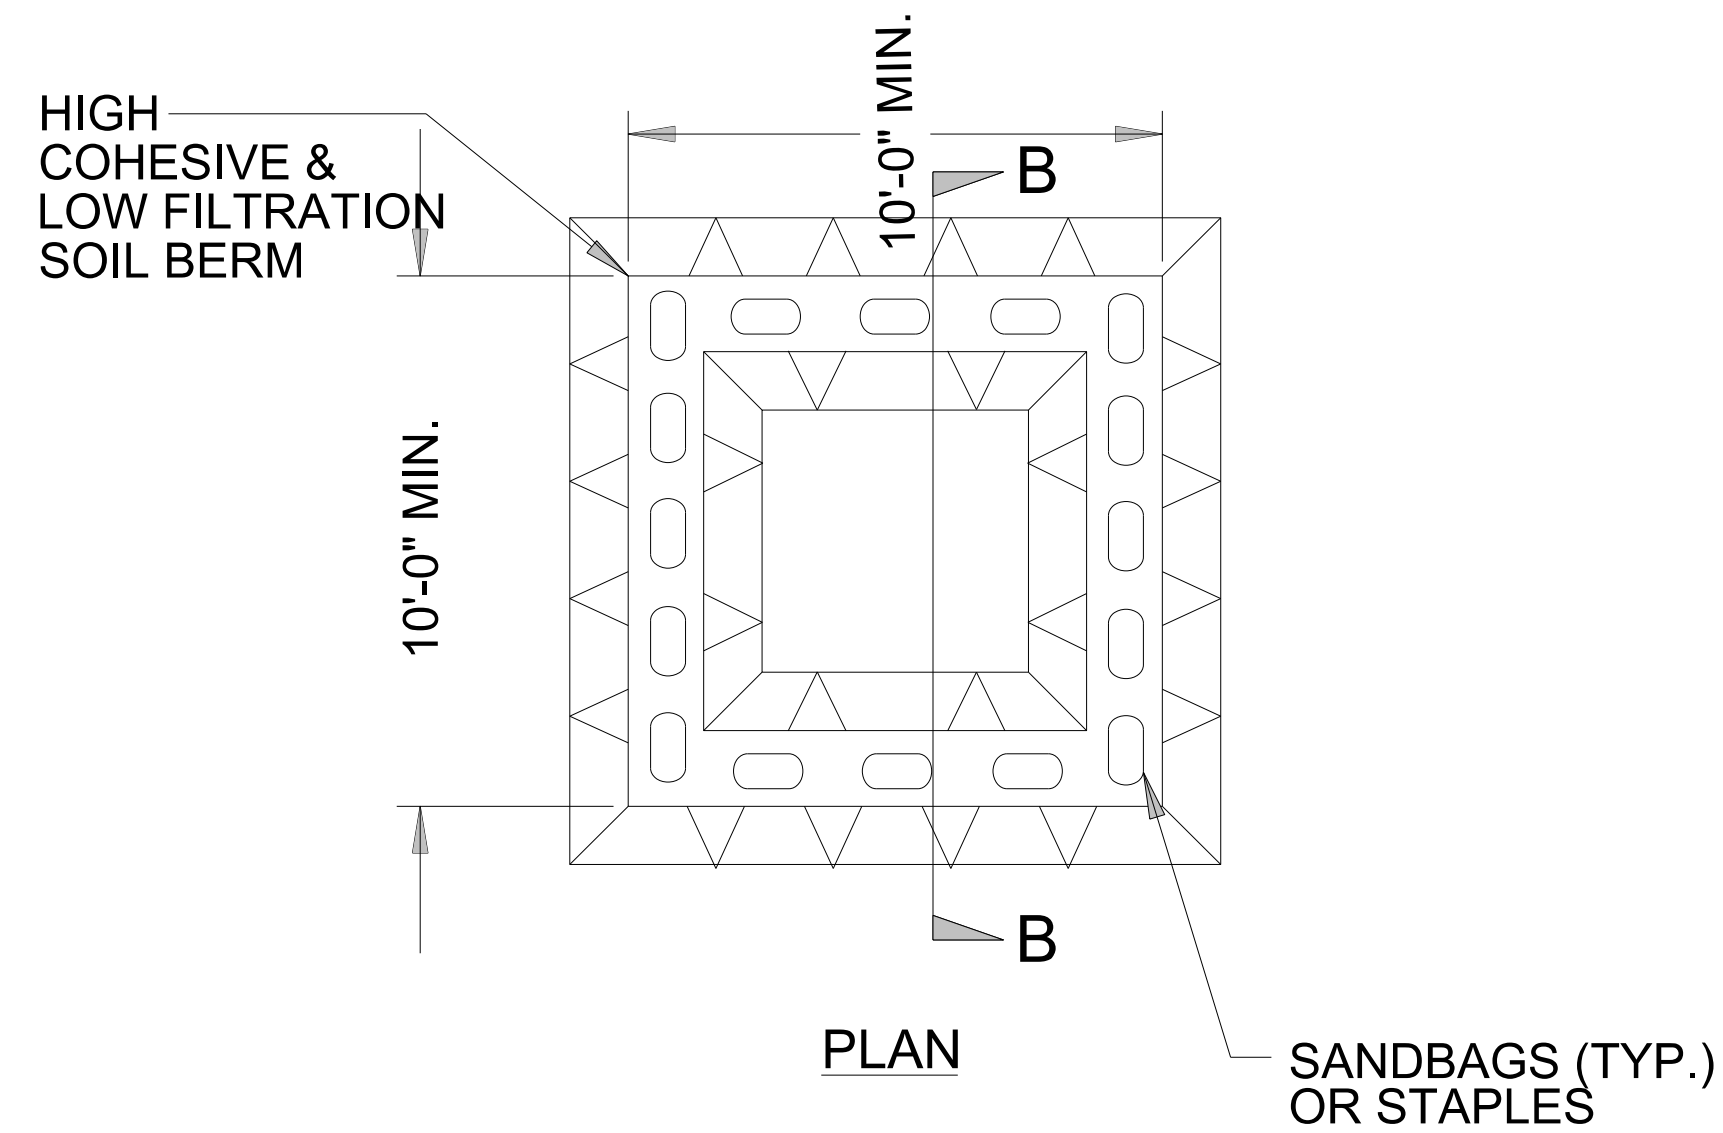 10'-0" MIN.
HIGH
COHESIVE &
LOW FILTRATION
SOIL BERM
B
10'-0" MIN.
B
PLAN
SANDBAGS (TYP.)
OR STAPLES